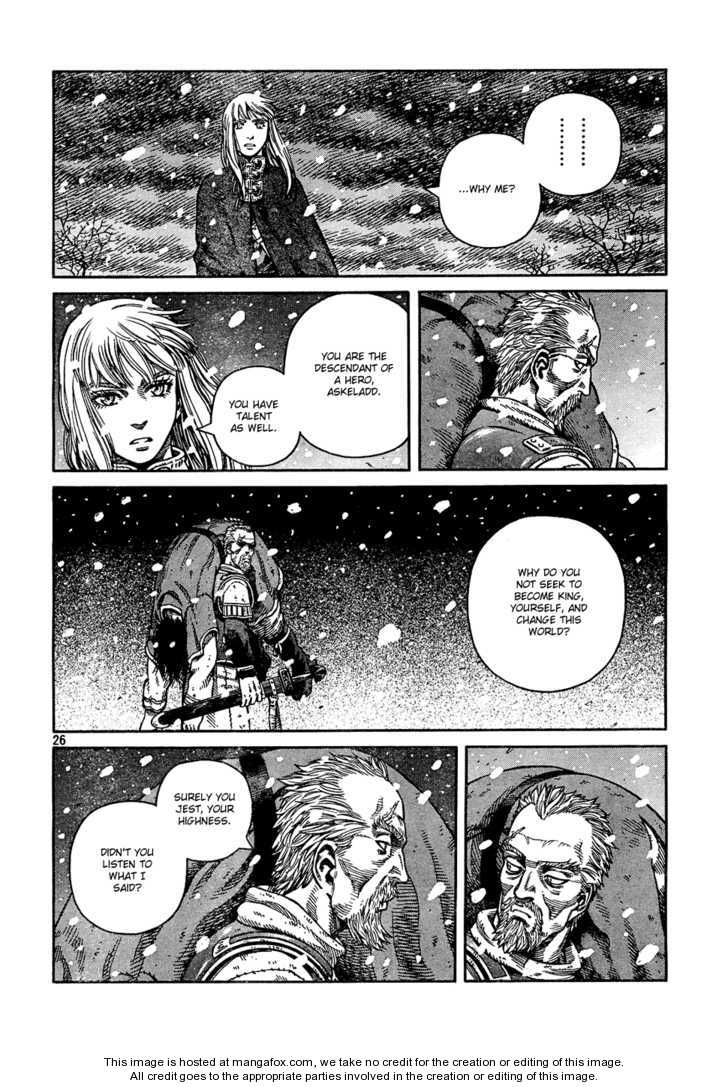 ...WHY ME?
YOU ARE THE
DESCENDANT OF
A HERO,
ASKELADD.
YOU HAVE
TALENT
AS WELL.
WHY DO YOU
NOT SEEK TO
BECOME KING,
YOURSELF, AND
CHANGE THIS
WORLD?
26
SURELY YOU
JEST, YOUR
HIGHNESS.
DIDN'T YOU
LISTEN TO
WHAT I
SAID?
This image is hosted at mangafox.com, we take no credit for the creation or editing of this image.
All credit goes to the appropriate parties involved in the creation or editing of this image.